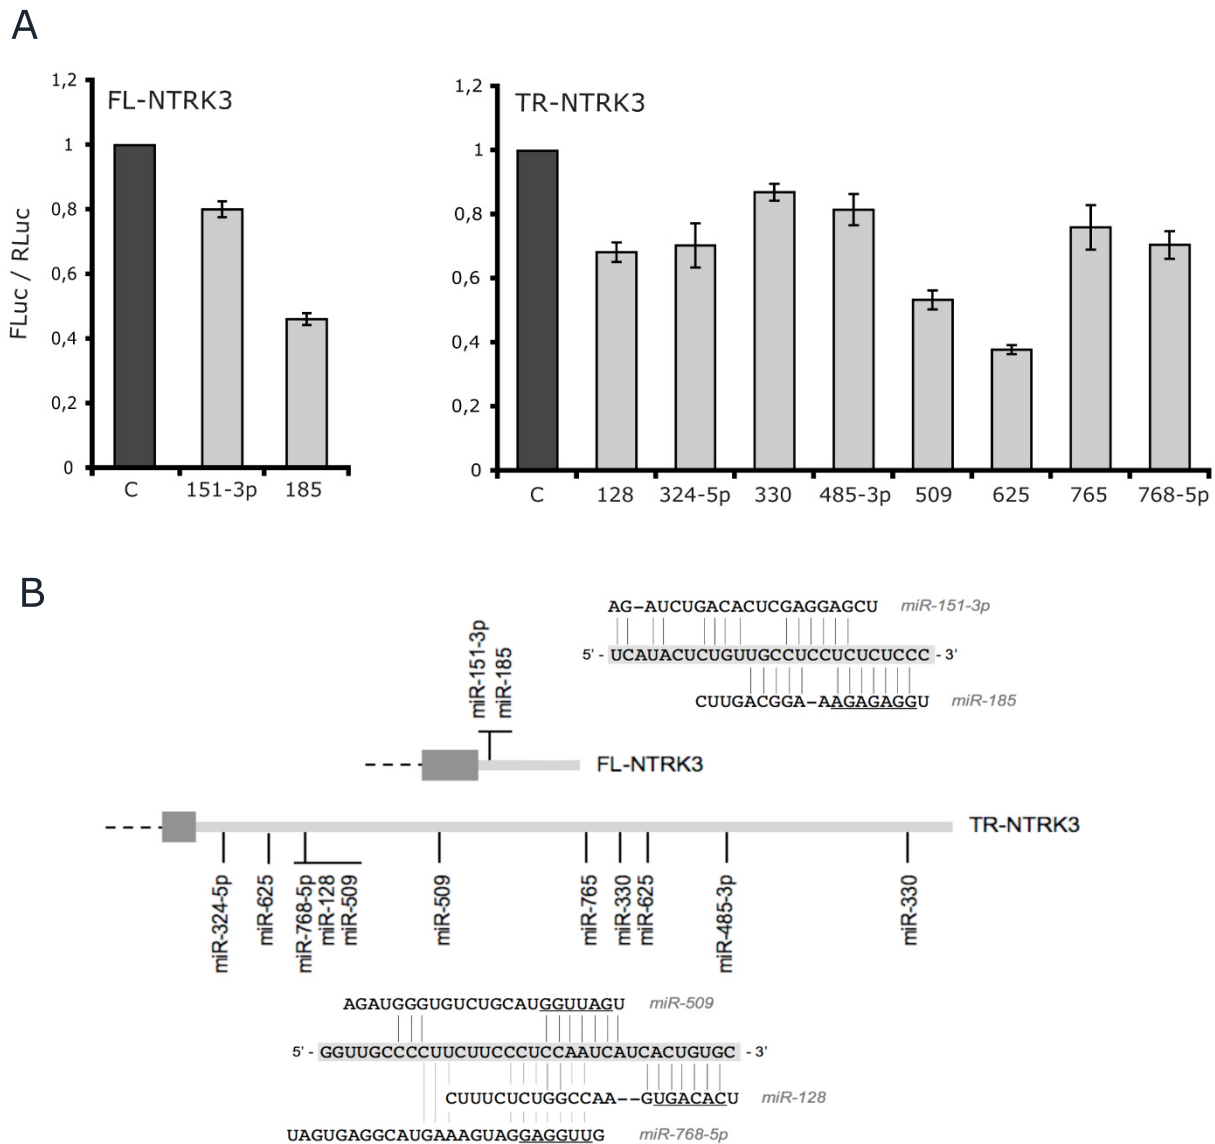 A
FL-NTRK3
TR-NTRK3
FLuc / RLuc
1,2
1
0,8
0,6
0,4
0,2
0
C 151-3p 185
1,2
1
0,8
0,6
0,4
0,2
0
C 128 324-5p 330 485-3p 509 625 765 768-5p
B
AG-AUCUGACACUCGAGGAGCU miR-151-3p
5' - UCAUACUCUGUUGCCUCCUCUCUCCC - 3'
CUUGACGGA-AAGAGAGGU miR-185
miR-151-3p
miR-185
FL-NTRK3
TR-NTRK3
miR-324-5p
miR-625
miR-768-5p
miR-128
miR-509
miR-509
miR-765
miR-330
miR-625
miR-485-3p
miR-330
AGAUGGGUGUCUGCAUGGUUAGU miR-509
5' - GGUUGCCCCUUCUUCCCUCCAAUCAUCACUGUGC - 3'
CUUUCUCUGGCCAA--GUGACACU miR-128
UAGUGAGGCAUGAAAGUAGGAGGUUG miR-768-5p